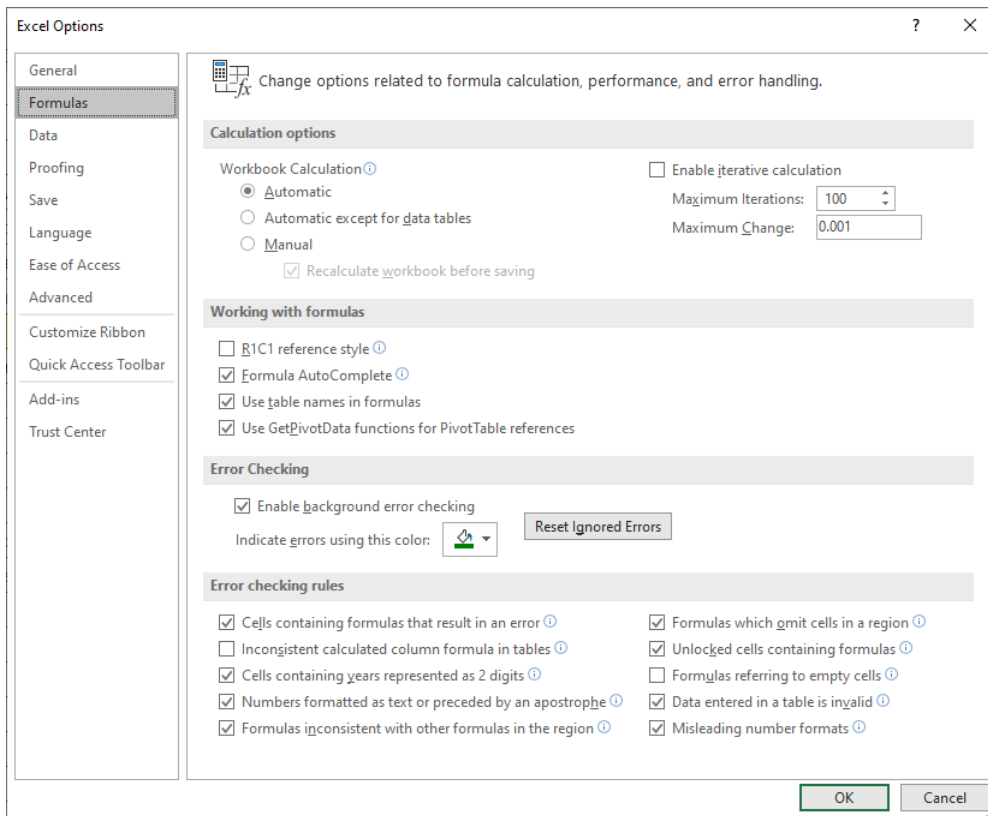 Excel Options
?
General
Formulas
Data
Proofing
Save
Language
Ease of Access
Advanced
Customize Ribbon
Quick Access Toolbar
Add-ins
Trust Center
Change options related to formula calculation, performance, and error handling.
Calculation options
Workbook Calculation
Automatic
Automatic except for data tables
Manual
Recalculate workbook before saving
Enable iterative calculation
Maximum Iterations: 100
Maximum Change: 0.001
Working with formulas
R1C1 reference style
Formula AutoComplete
Use table names in formulas
Use GetPivotData functions for PivotTable references
Error Checking
Enable background error checking
Indicate errors using this color:
Reset Ignored Errors
Error checking rules
Cells containing formulas that result in an error
Inconsistent calculated column formula in tables
Cells containing years represented as 2 digits
Numbers formatted as text or preceded by an apostrophe
Formulas inconsistent with other formulas in the region
Formulas which omit cells in a region
Unlocked cells containing formulas
Formulas referring to empty cells
Data entered in a table is invalid
Misleading number formats
OK
Cancel